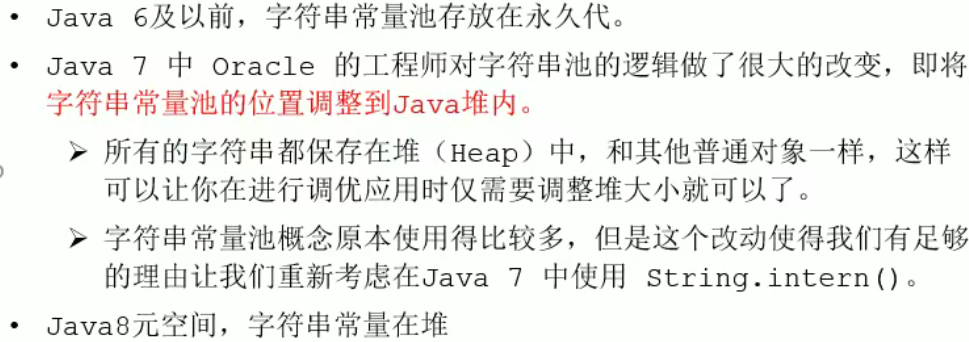 • Java 6及以前，字符串常量池存放在永久代。
• Java 7 中 Oracle 的工程师对字符串池的逻辑做了很大的改变，即将
字符串常量池的位置调整到Java堆内。
➢ 所有的字符串都保存在堆（Heap）中，和其他普通对象一样，这样
可以让你在进行调优应用时仅需要调整堆大小就可以了。
➢ 字符串常量池概念原本使用得比较多，但是这个改动使得我们有足够
的理由让我们重新考虑在Java 7 中使用 String.intern()。
• Java8元空间，字符串常量在堆